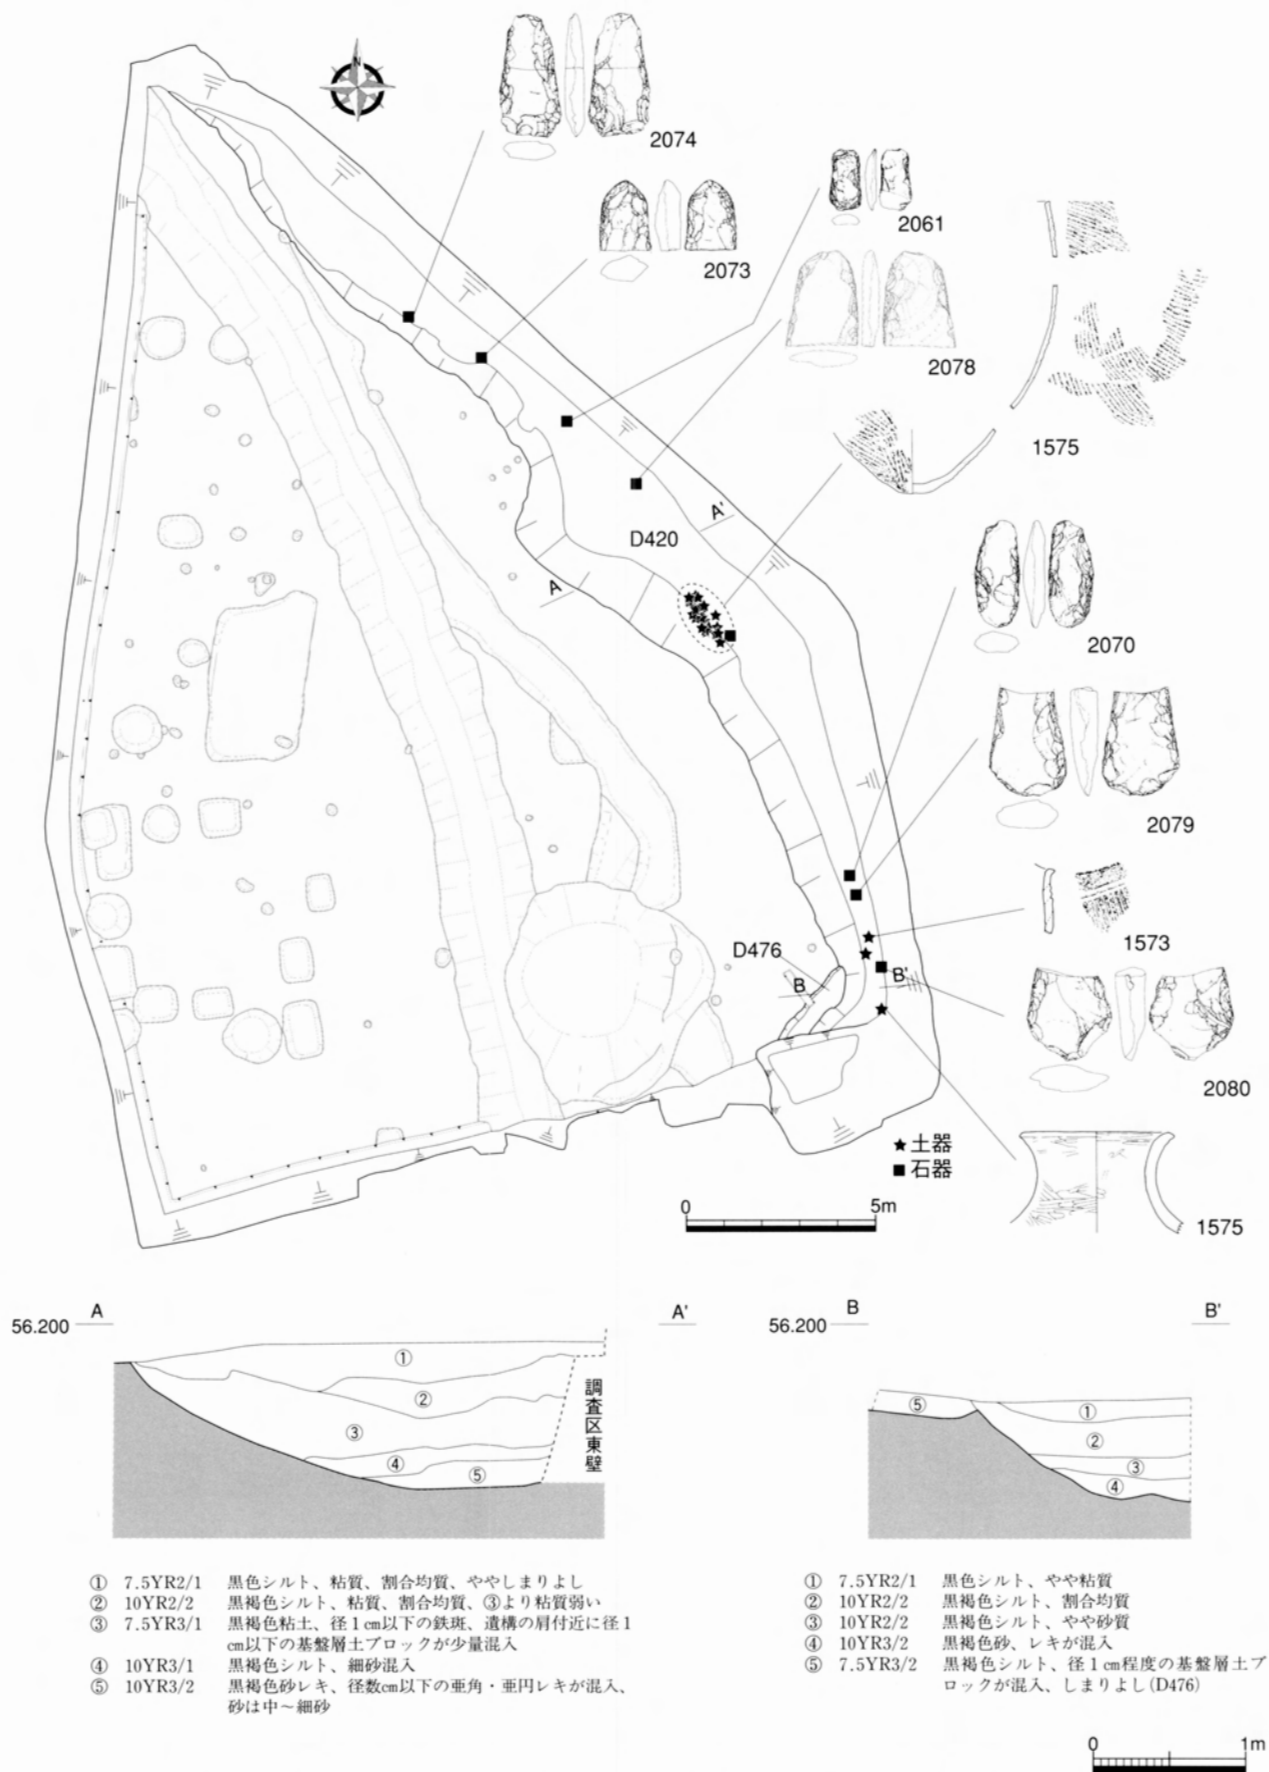 N
2074
2061
2073
2078
1575
A'
D420
A
2070
2079
1573
D476
B
B'
2080
★土器
■石器
0 5m
1575
A
A'
56.200
①
②
③
④
⑤
調査区東壁
B
B'
56.200
⑤
①
②
③
④
① 7.5YR2/1 黒色シルト、粘質、割合均質、ややしまりよし
② 10YR2/2 黒褐色シルト、粘質、割合均質、③より粘質弱い
③ 7.5YR3/1 黒褐色粘土、径1cm以下の鉄斑、遺構の肩付近に径1
cm以下の基盤層土ブロックが少量混入
④ 10YR3/1 黒褐色シルト、細砂混入
⑤ 10YR3/2 黒褐色砂レキ、径数cm以下の亜角・亜円レキが混入、
砂は中～細砂
① 7.5YR2/1 黒色シルト、やや粘質
② 10YR2/2 黒褐色シルト、割合均質
③ 10YR2/2 黒褐色シルト、やや砂質
④ 10YR3/2 黒褐色砂、レキが混入
⑤ 7.5YR3/2 黒褐色シルト、径1cm程度の基盤層土ブ
ロックが混入、しまりよし(D476)
0 1m